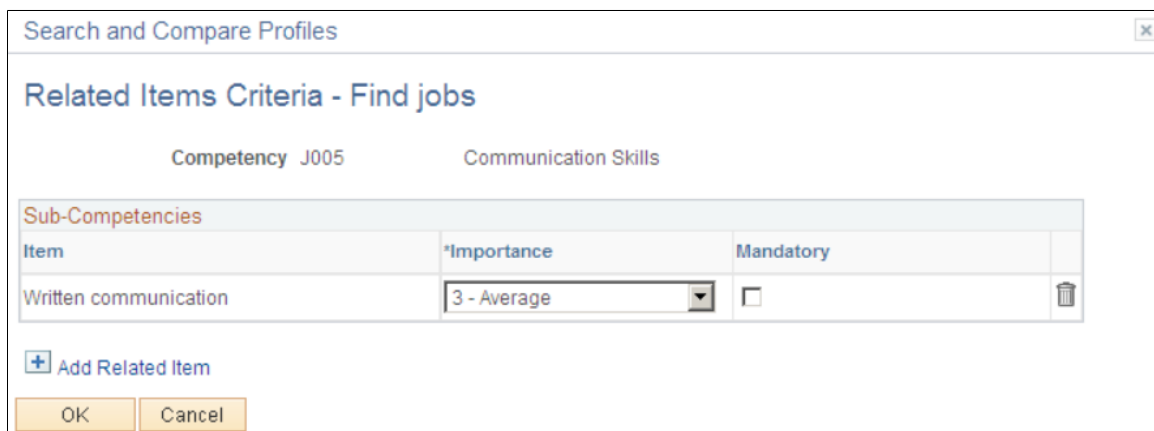 Search and Compare Profiles
Related Items Criteria - Find jobs
Competency J005 Communication Skills
Sub-Competencies
Item *Importance Mandatory
Written communication 3 - Average
Add Related Item
OK Cancel